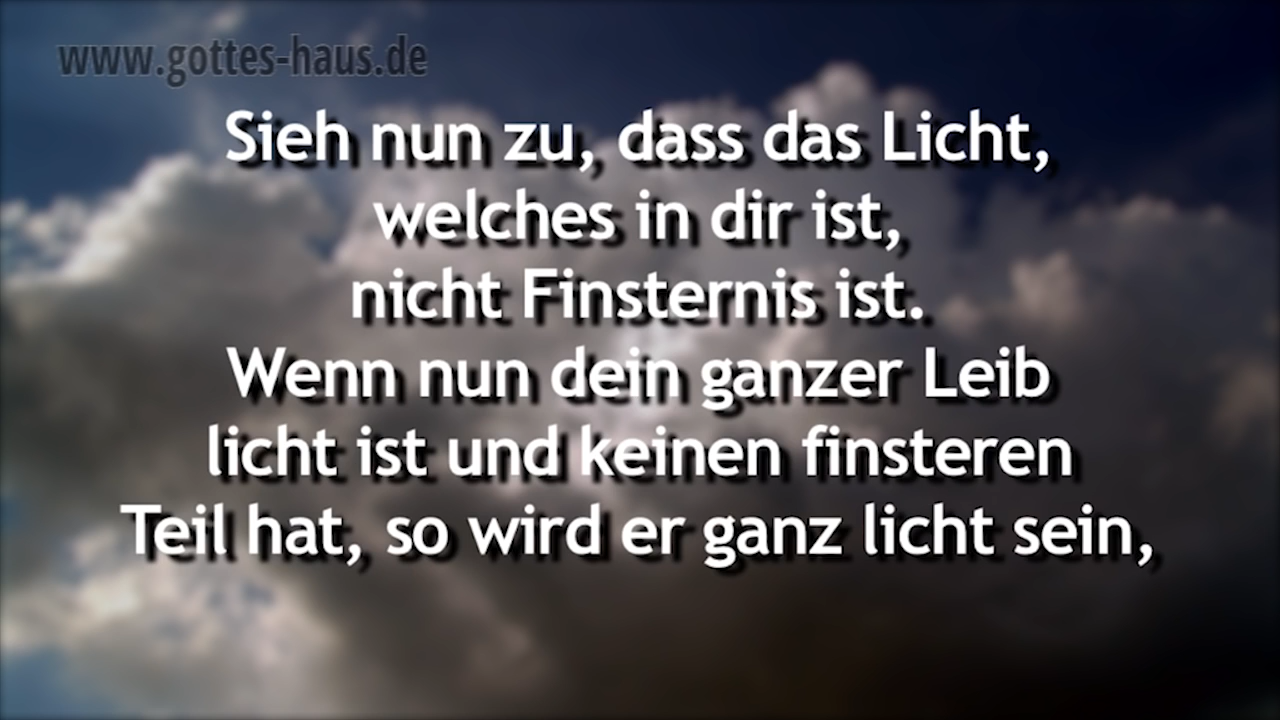 www.gottes-haus.de
Sieh nun zu, dass das Licht,
welches in dir ist,
nicht Finsternis ist.
Wenn nun dein ganzer Leib
licht ist und keinen finsteren
Teil hat, so wird er ganz licht sein,